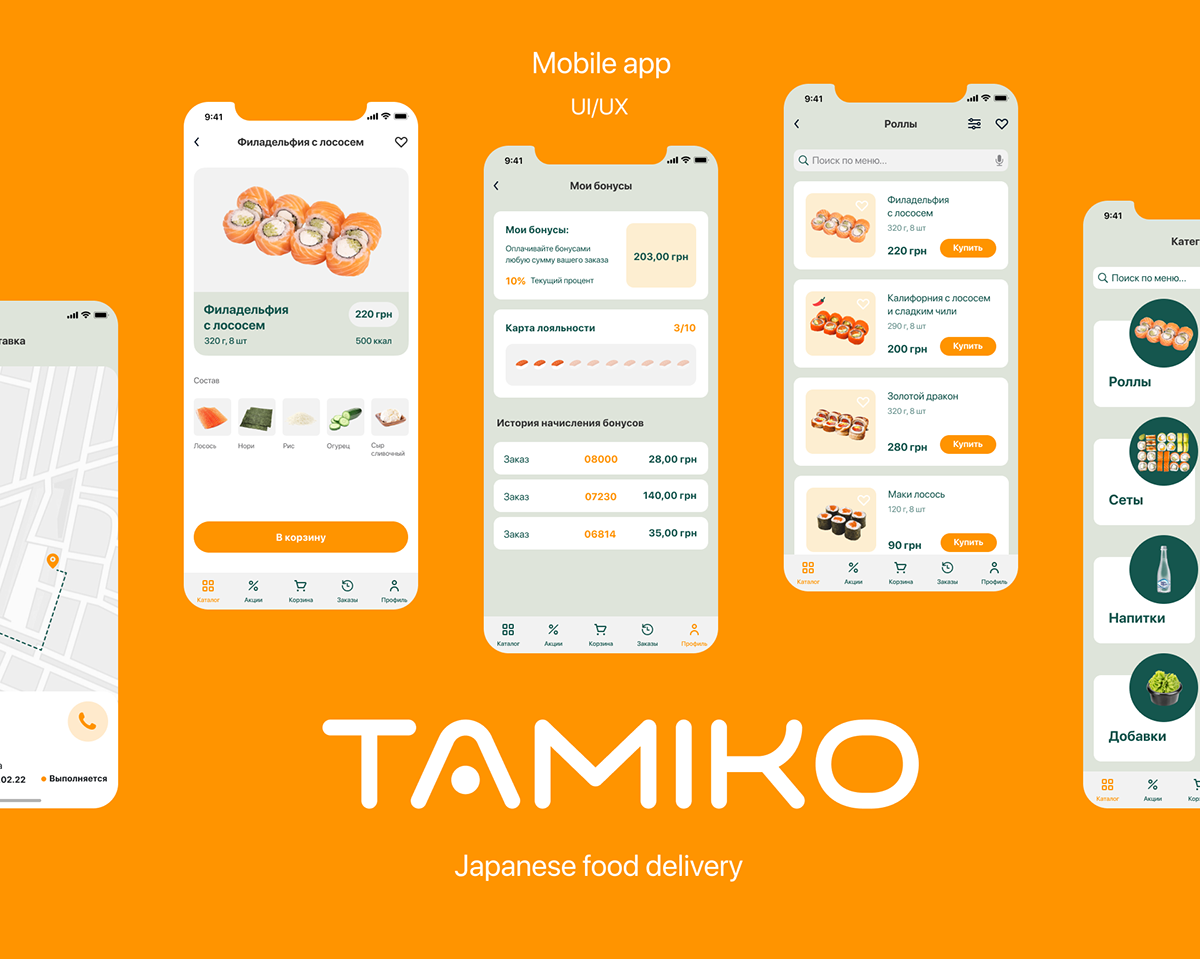 Mobile app
UI/UX
тавка
02.22
Выполняется
9:41
Филадельфия с лососем
Филадельфия
с лососем
320 г, 8 шт
220 грн
500 ккал
Состав
Лосось
Нори
Рис
Огурец
Сыр
сливочный
В корзину
Каталог
Акции
Корзина
Заказы
Профиль
9:41
Мои бонусы
Мои бонусы:
Оплачивайте бонусами
любую сумму вашего заказа
10% Текущий процент
203,00 грн
Карта лояльности
3/10
История начисления бонусов
Заказ 08000 28,00 грн
Заказ 07230 140,00 грн
Заказ 06814 35,00 грн
Каталог
Акции
Корзина
Заказы
Профиль
9:41
Роллы
Поиск по меню...
Филадельфия
с лососем
320 г, 8 шт
220 грн
Купить
Калифорния с лососем
и сладким чили
290 г, 8 шт
200 грн
Купить
Золотой дракон
320 г, 8 шт
280 грн
Купить
Маки лосось
120 г, 8 шт
90 грн
Купить
Каталог
Акции
Корзина
Заказы
Профиль
9:41
Катег
Поиск по меню...
Роллы
Сеты
Напитки
Добавки
Каталог
Акции
Кор
TAMIKO
Japanese food delivery